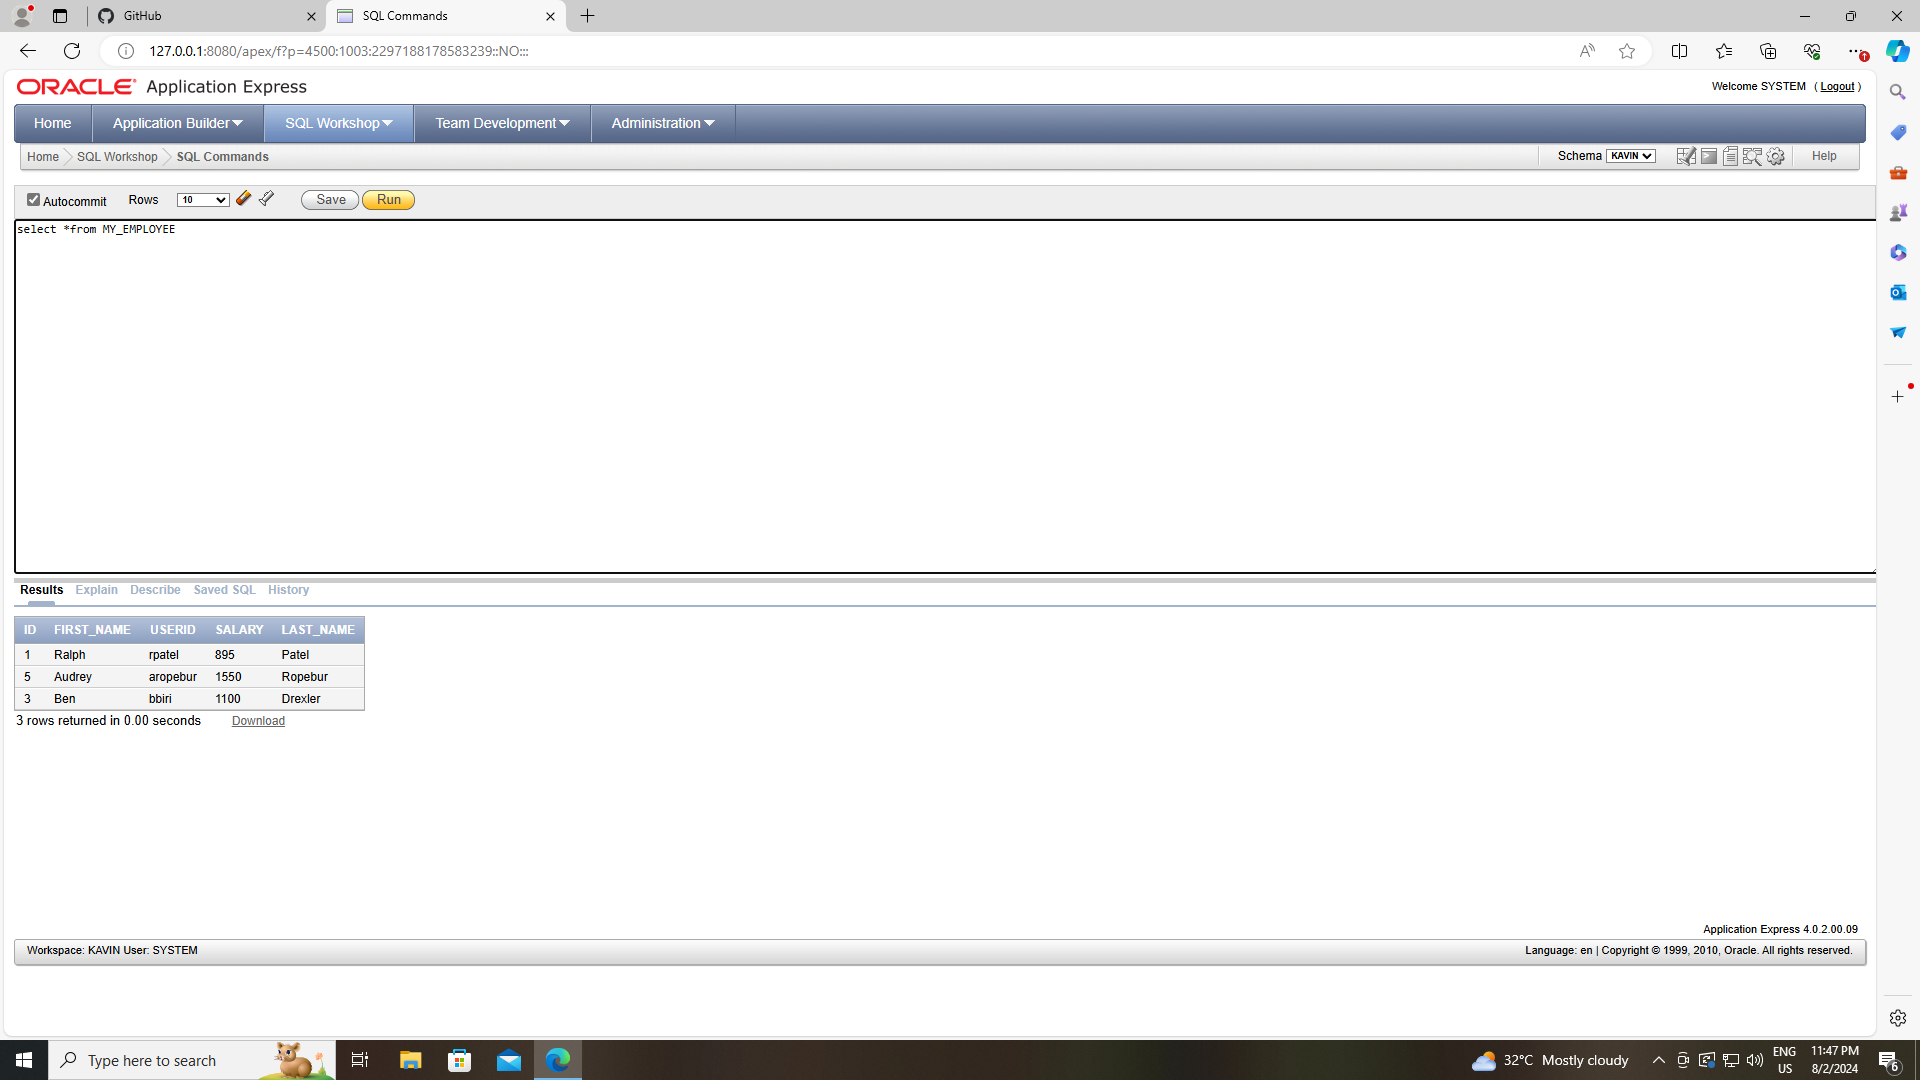 GitHub
SQL Commands
127.0.0.1:8080/apex/f?p=4500:1003:2297188178583239::NO:::
ORACLE Application Express
Welcome SYSTEM ( Logout )
Home
Application Builder
SQL Workshop
Team Development
Administration
Home SQL Workshop SQL Commands
Schema KAVIN
Help
Autocommit Rows 10 Save Run
select *from MY_EMPLOYEE
Results Explain Describe Saved SQL History
ID FIRST_NAME USERID SALARY LAST_NAME
1 Ralph rpatel 895 Patel
5 Audrey aropebur 1550 Ropebur
3 Ben bbiri 1100 Drexler
3 rows returned in 0.00 seconds Download
Application Express 4.0.2.00.09
Workspace: KAVIN User: SYSTEM
Language: en | Copyright © 1999, 2010, Oracle. All rights reserved.
Type here to search
32°C Mostly cloudy
ENG
US
11:47 PM
8/2/2024
6